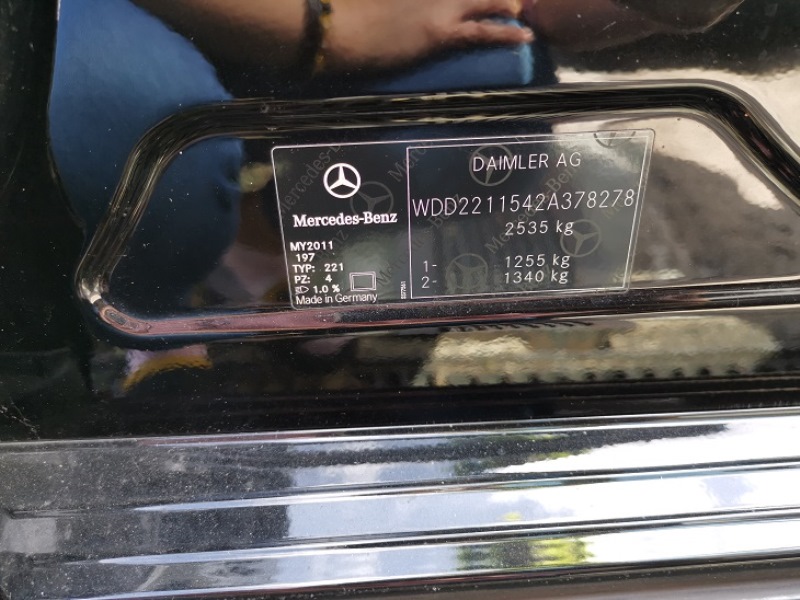 Mercedes-Benz
MY2011
197
TYP: 221
PZ: 4
1.0 %
Made in Germany
DAIMLER AG
WDD2211542A378278
2535 kg
1- 1255 kg
2- 1340 kg